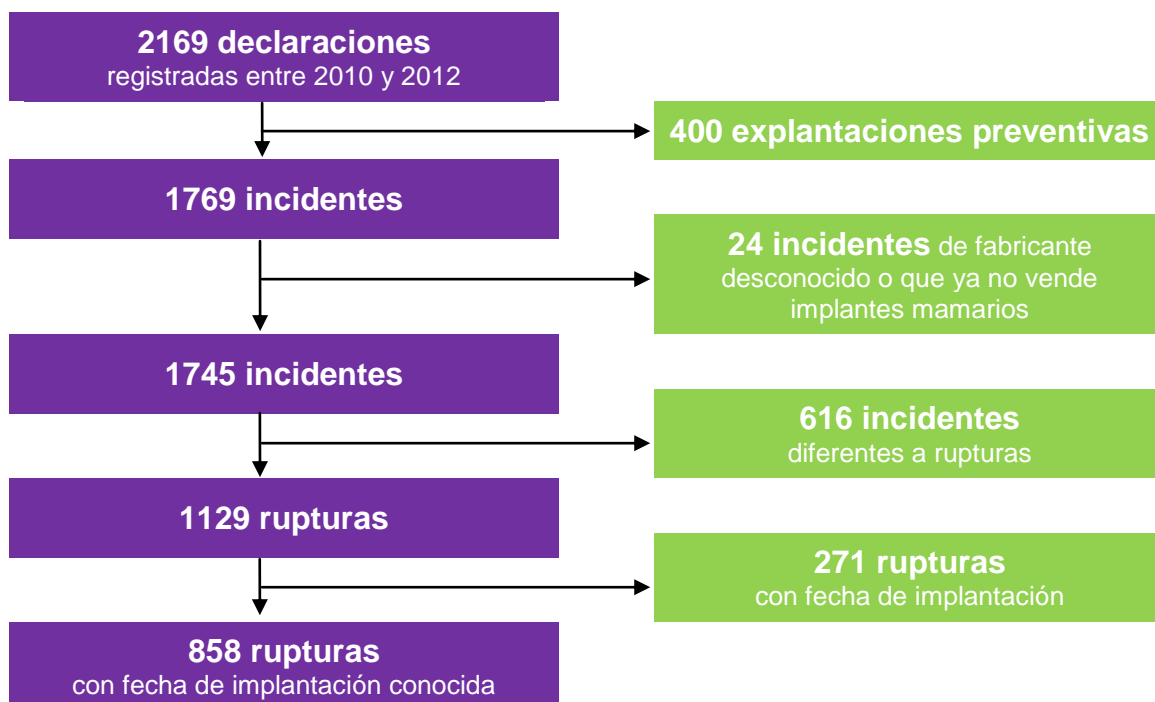 2169 declaraciones
registradas entre 2010 y 2012
400 explantaciones preventivas
1769 incidentes
24 incidentes de fabricante
desconocido o que ya no vende
implantes mamarios
1745 incidentes
616 incidentes
diferentes a rupturas
1129 rupturas
271 rupturas
con fecha de implantación
858 rupturas
con fecha de implantación conocida